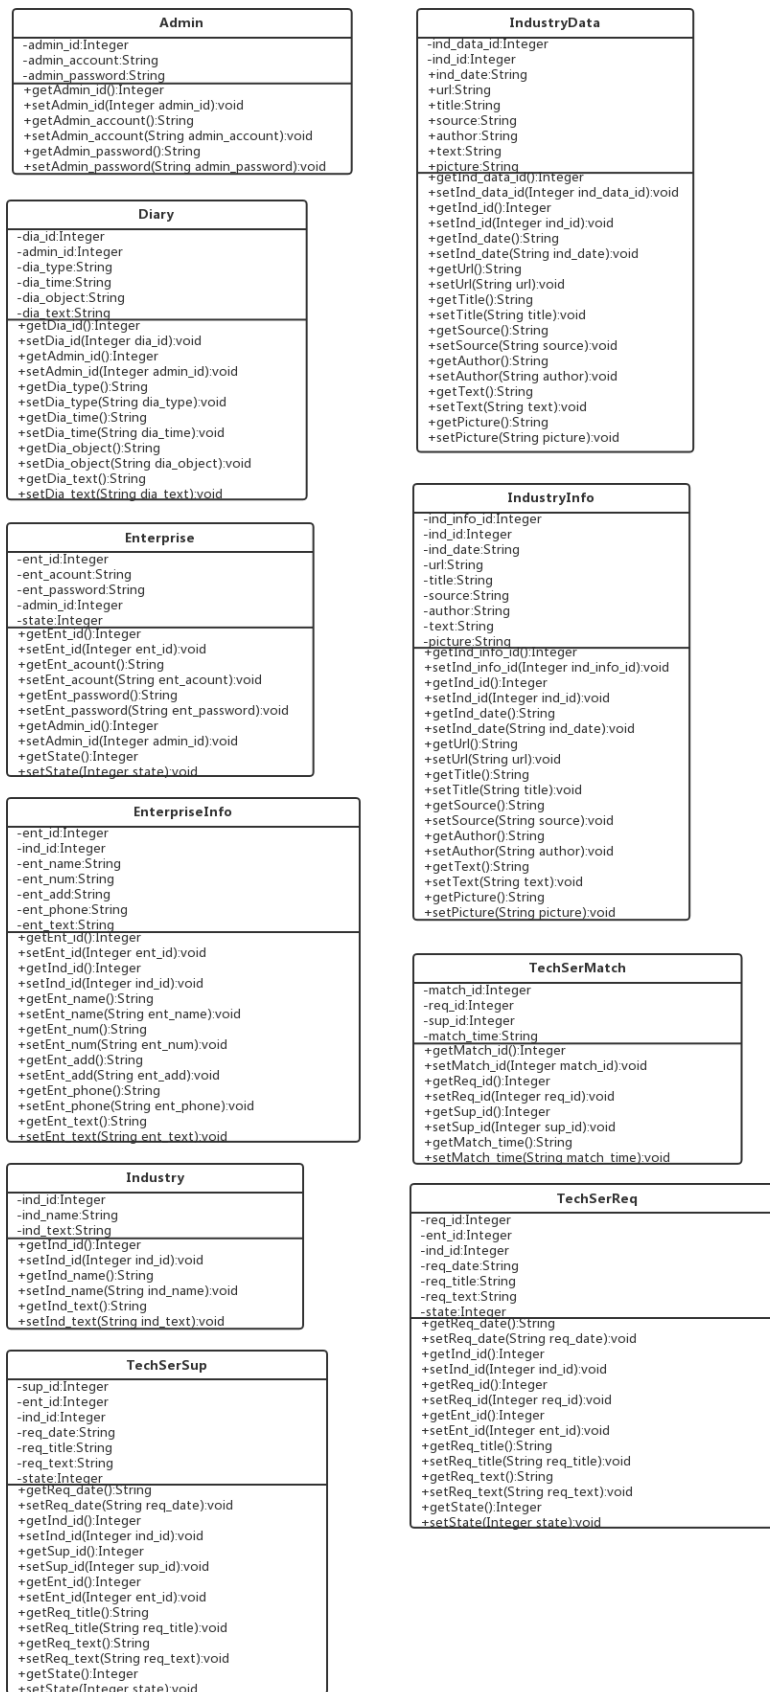 Admin
-admin_id:Integer
-admin_account:String
-admin_password:String
+getAdmin_id():Integer
+setAdmin_id(Integer admin_id):void
+getAdmin_account():String
+setAdmin_account(String admin_account):void
+getAdmin_password():String
+setAdmin_password(String admin_password):void
Diary
-dia_id:Integer
-admin_id:Integer
-dia_type:String
-dia_time:String
-dia_object:String
-dia_text:String
+getDia_id():Integer
+setDia_id(Integer dia_id):void
+getAdmin_id():Integer
+setAdmin_id(Integer admin_id):void
+getDia_type():String
+setDia_type(String dia_type):void
+getDia_time():String
+setDia_time(String dia_time):void
+getDia_object():String
+setDia_object(String dia_object):void
+getDia_text():String
+setDia_text(String dia_text):void
Enterprise
-ent_id:Integer
-ent_acount:String
-ent_password:String
-admin_id:Integer
-state:Integer
+getEnt_id():Integer
+setEnt_id(Integer ent_id):void
+getEnt_acount():String
+setEnt_acount(String ent_acount):void
+getEnt_password():String
+setEnt_password(String ent_password):void
+getAdmin_id():Integer
+setAdmin_id(Integer admin_id):void
+getState():Integer
+setState(Integer state):void
EnterpriseInfo
-ent_id:Integer
-ind_id:Integer
-ent_name:String
-ent_num:String
-ent_add:String
-ent_phone:String
-ent_text:String
+getEnt_id():Integer
+setEnt_id(Integer ent_id):void
+getInd_id():Integer
+setInd_id(Integer ind_id):void
+getEnt_name():String
+setEnt_name(String ent_name):void
+getEnt_num():String
+setEnt_num(String ent_num):void
+getEnt_add():String
+setEnt_add(String ent_add):void
+getEnt_phone():String
+setEnt_phone(String ent_phone):void
+getEnt_text():String
+setEnt_text(String ent_text):void
Industry
-ind_id:Integer
-ind_name:String
-ind_text:String
+getInd_id():Integer
+setInd_id(Integer ind_id):void
+getInd_name():String
+setInd_name(String ind_name):void
+getInd_text():String
+setInd_text(String ind_text):void
TechSerSup
-sup_id:Integer
-ent_id:Integer
-ind_id:Integer
-req_date:String
-req_title:String
-req_text:String
-state:Integer
+getReq_date():String
+setReq_date(String req_date):void
+getInd_id():Integer
+setInd_id(Integer ind_id):void
+getSup_id():Integer
+setSup_id(Integer sup_id):void
+getEnt_id():Integer
+setEnt_id(Integer ent_id):void
+getReq_title():String
+setReq_title(String req_title):void
+getReq_text():String
+setReq_text(String req_text):void
+getState():Integer
+setState(Integer state):void
IndustryData
-ind_data_id:Integer
-ind_id:Integer
+ind_date:String
+url:String
+title:String
+source:String
+author:String
+text:String
+picture:String
+getInd_data_id():Integer
+setInd_data_id(Integer ind_data_id):void
+getInd_id():Integer
+setInd_id(Integer ind_id):void
+getInd_date():String
+setInd_date(String ind_date):void
+getUrl():String
+setUrl(String url):void
+getTitle():String
+setTitle(String title):void
+getSource():String
+setSource(String source):void
+getAuthor():String
+setAuthor(String author):void
+getText():String
+setText(String text):void
+getPicture():String
+setPicture(String picture):void
IndustryInfo
-ind_info_id:Integer
-ind_id:Integer
-ind_date:String
-url:String
-title:String
-source:String
-author:String
-text:String
-picture:String
+getInd_info_id():Integer
+setInd_info_id(Integer ind_info_id):void
+getInd_id():Integer
+setInd_id(Integer ind_id):void
+getInd_date():String
+setInd_date(String ind_date):void
+getUrl():String
+setUrl(String url):void
+getTitle():String
+setTitle(String title):void
+getSource():String
+setSource(String source):void
+getAuthor():String
+setAuthor(String author):void
+getText():String
+setText(String text):void
+getPicture():String
+setPicture(String picture):void
TechSerMatch
-match_id:Integer
-req_id:Integer
-sup_id:Integer
-match_time:String
+getMatch_id():Integer
+setMatch_id(Integer match_id):void
+getReq_id():Integer
+setReq_id(Integer req_id):void
+getSup_id():Integer
+setSup_id(Integer sup_id):void
+getMatch_time():String
+setMatch_time(String match_time):void
TechSerReq
-req_id:Integer
-ent_id:Integer
-ind_id:Integer
-req_date:String
-req_title:String
-req_text:String
-state:Integer
+getReq_date():String
+setReq_date(String req_date):void
+getInd_id():Integer
+setInd_id(Integer ind_id):void
+getReq_id():Integer
+setReq_id(Integer req_id):void
+getEnt_id():Integer
+setEnt_id(Integer ent_id):void
+getReq_title():String
+setReq_title(String req_title):void
+getReq_text():String
+setReq_text(String req_text):void
+getState():Integer
+setState(Integer state):void